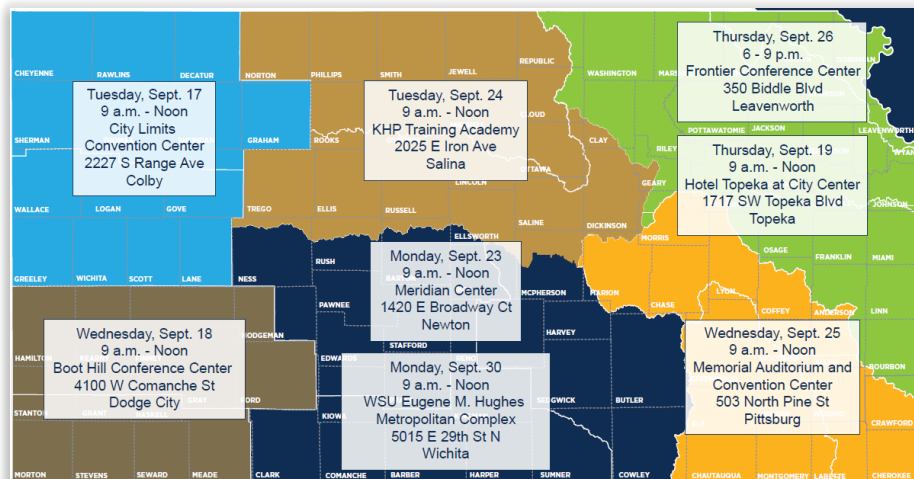 CHEYENNE
RAWLINS
DECATUR
NORTON
PHILLIPS
SMITH
JEWELL
REPUBLIC
WASHINGTON
Tuesday, Sept. 17
9 a.m. - Noon
City Limits
Convention Center
2227 S Range Ave
Colby
Tuesday, Sept. 24
9 a.m. - Noon
KHP Training Academy
2025 E Iron Ave
Salina
Thursday, Sept. 26
6 - 9 p.m.
Frontier Conference Center
350 Biddle Blvd
Leavenworth
Thursday, Sept. 19
9 a.m. - Noon
Hotel Topeka at City Center
1717 SW Topeka Blvd
Topeka
SHERMAN
GRAHAM
ROOKS
CLOUD
CLAY
RILEY
POTTAWATOMIE
JACKSON
LEAVENWORTH
OTTAWA
LINCOLN
GEARY
WALLACE
LOGAN
GOVE
TREGO
ELLIS
RUSSELL
SALINE
DICKINSON
MORRIS
JOHNSON
ELLSWORTH
OSAGE
FRANKLIN
MIAMI
GREELEY
WICHITA
SCOTT
LANE
NESS
RUSH
Monday, Sept. 23
9 a.m. - Noon
Meridian Center
1420 E Broadway Ct
Newton
PAWNEE
MCPHERSON
MARION
CHASE
LYON
COFFEY
ANDERSON
LINN
Wednesday, Sept. 18
9 a.m. - Noon
Boot Hill Conference Center
4100 W Comanche St
Dodge City
HODGEMAN
STAFFORD
HARVEY
HAMILTON
EDWARDS
RENO
Monday, Sept. 30
9 a.m. - Noon
WSU Eugene M. Hughes
Metropolitan Complex
5015 E 29th St N
Wichita
Wednesday, Sept. 25
9 a.m. - Noon
Memorial Auditorium and
Convention Center
503 North Pine St
Pittsburg
BOURBON
STANTON
GRANT
HASKELL
GRAY
FORD
KIOWA
SEDGWICK
BUTLER
CRAWFORD
MORTON
STEVENS
SEWARD
MEADE
CLARK
COMANCHE
BARBER
HARPER
SUMNER
COWLEY
CHAUTAUQUA
MONTGOMERY
LABETTE
CHEROKEE